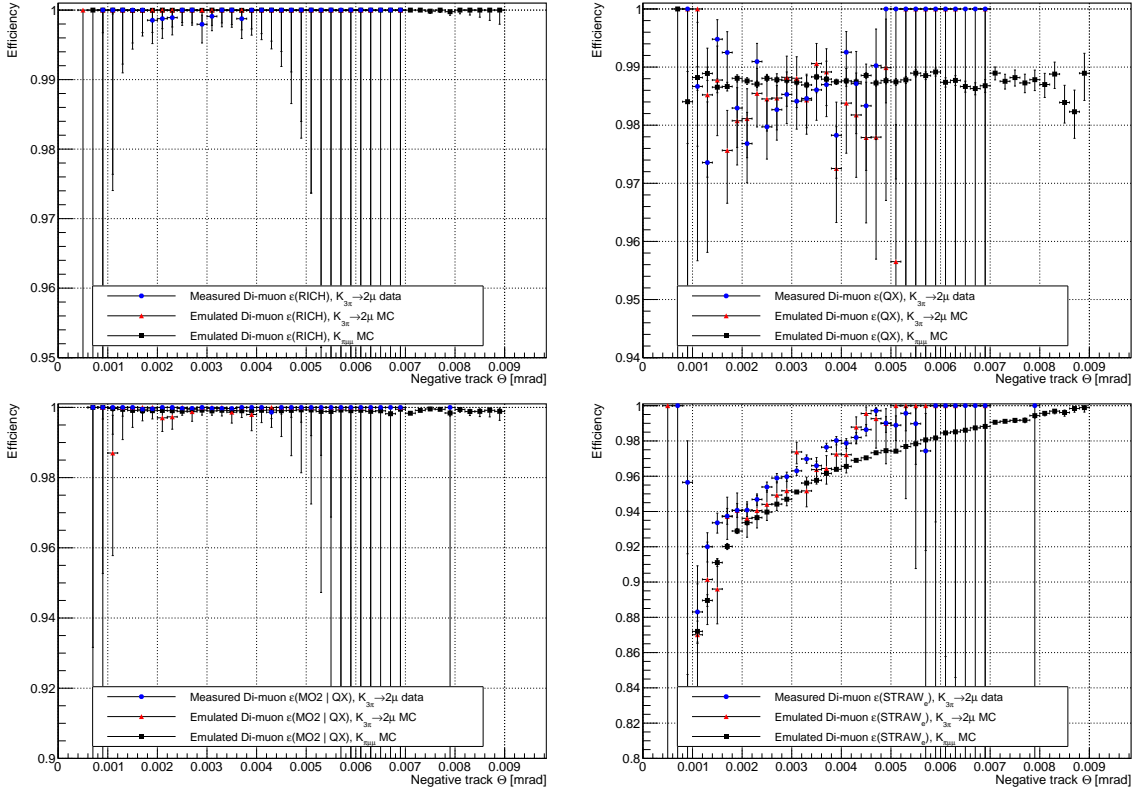 Efficiency
1
0.99
0.98
0.97
0.96
0.95
Measured Di-muon ε(RICH), K3π→2μ data
Emulated Di-muon ε(RICH), K3π→2μ MC
Emulated Di-muon ε(RICH), Kπμμ MC
0 0.001 0.002 0.003 0.004 0.005 0.006 0.007 0.008 0.009
Negative track Θ [mrad]
Efficiency
1
0.99
0.98
0.97
0.96
0.95
0.94
Measured Di-muon ε(QX), K3π→2μ data
Emulated Di-muon ε(QX), K3π→2μ MC
Emulated Di-muon ε(QX), Kπμμ MC
0 0.001 0.002 0.003 0.004 0.005 0.006 0.007 0.008 0.009
Negative track Θ [mrad]
Efficiency
1
0.98
0.96
0.94
0.92
0.9
Measured Di-muon ε(MO2 | QX), K3π→2μ data
Emulated Di-muon ε(MO2 | QX), K3π→2μ MC
Emulated Di-muon ε(MO2 | QX), Kπμμ MC
0 0.001 0.002 0.003 0.004 0.005 0.006 0.007 0.008 0.009
Negative track Θ [mrad]
Efficiency
1
0.98
0.96
0.94
0.92
0.9
0.88
0.86
0.84
0.82
0.8
Measured Di-muon ε(STRAWe), K3π→2μ data
Emulated Di-muon ε(STRAWe), K3π→2μ MC
Emulated Di-muon ε(STRAWe), Kπμμ MC
0 0.001 0.002 0.003 0.004 0.005 0.006 0.007 0.008 0.009
Negative track Θ [mrad]